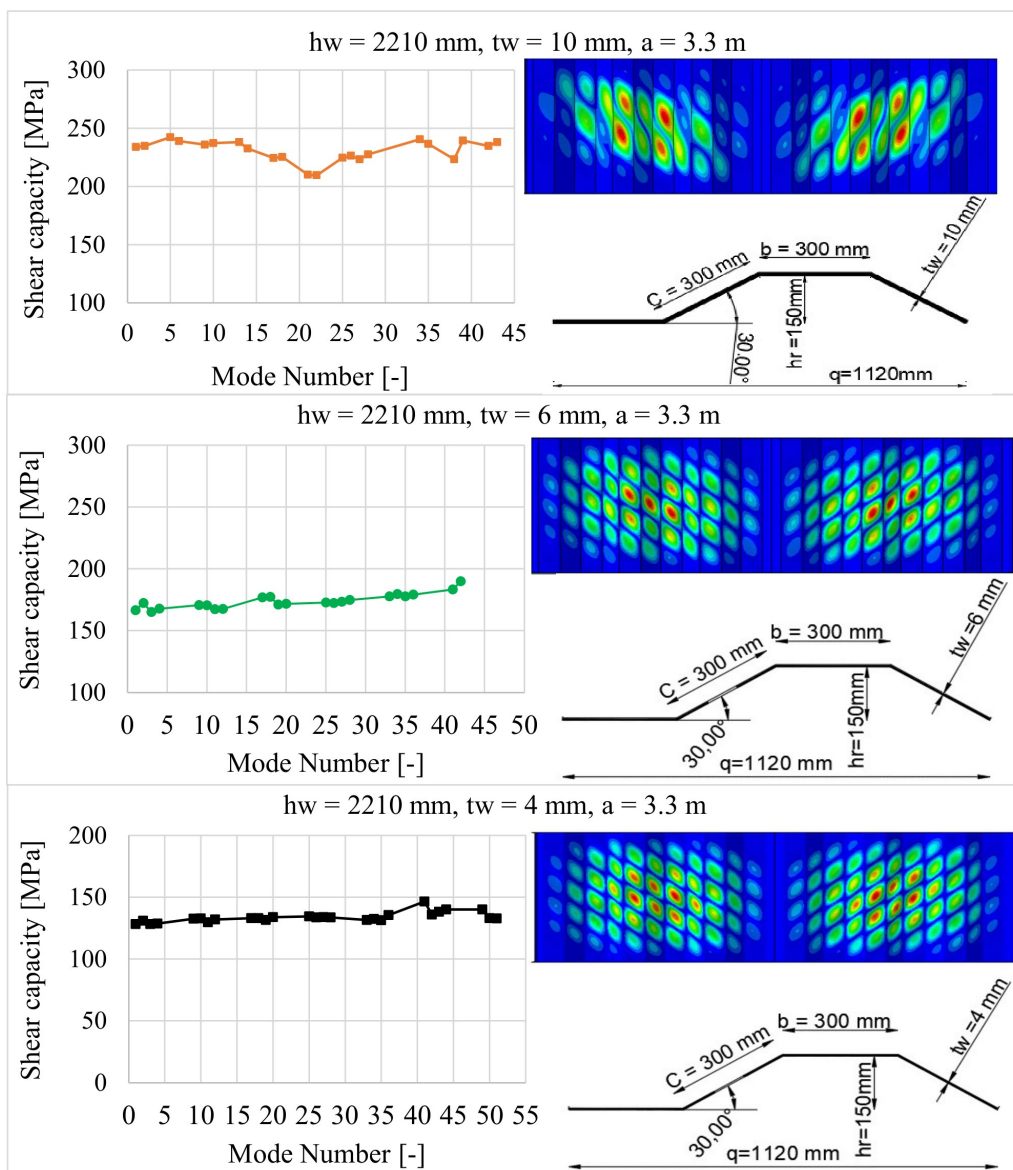 hw = 2210 mm, tw = 10 mm, a = 3.3 m
Shear capacity [MPa]
300
250
200
150
100
0 5 10 15 20 25 30 35 40 45
Mode Number [-]
C = 300 mm
b = 300 mm
tw = 10 mm
30.00°
hr =150mm
q=1120mm
hw = 2210 mm, tw = 6 mm, a = 3.3 m
Shear capacity [MPa]
300
250
200
150
100
0 5 10 15 20 25 30 35 40 45 50
Mode Number [-]
C = 300 mm
b = 300 mm
tw =6 mm
30,00°
hr=150mm
q=1120 mm
hw = 2210 mm, tw = 4 mm, a = 3.3 m
Shear capacity [MPa]
200
150
100
50
0
0 5 10 15 20 25 30 35 40 45 50 55
Mode Number [-]
C = 300 mm
b = 300 mm
tw =4 mm
30,00°
hr=150mm
q=1120 mm